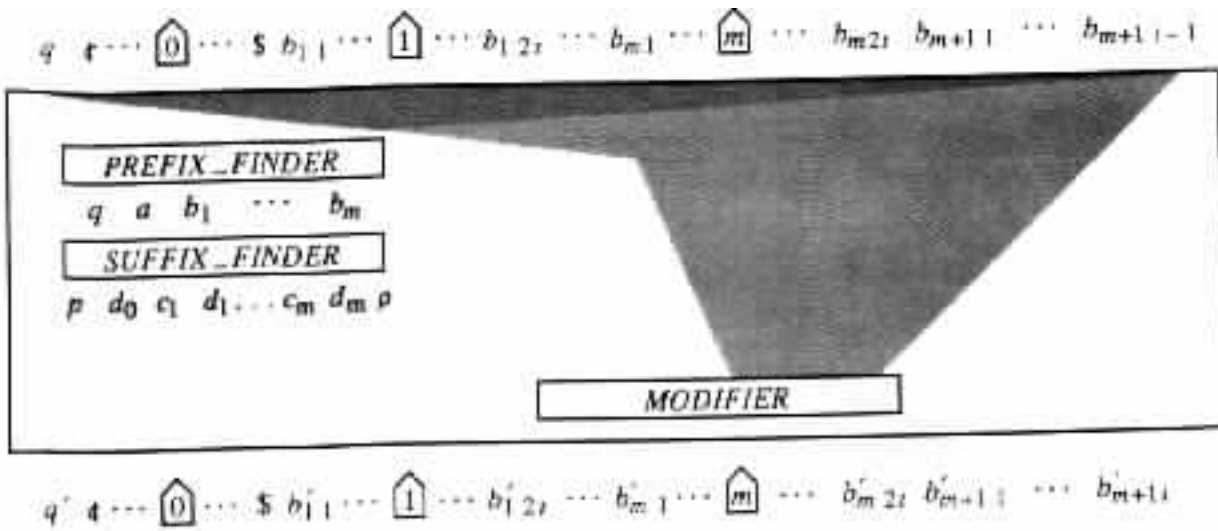 q ¢ ⋯ 0 ⋯ $ b₁ ₁ ⋯ 1 ⋯ b₁ ₂ₜ ⋯ bₘ ₁ ⋯ m ⋯ bₘ ₂ₜ bₘ₊₁ ₁ ⋯ bₘ₊₁ ᵢ₋₁
PREFIX_FINDER
q a b₁ ⋯ bₘ
SUFFIX_FINDER
p d₀ c₁ d₁... cₘ dₘ ρ
MODIFIER
q' ¢ ⋯ 0 ⋯ $ b'₁ ₁ ⋯ 1 ⋯ b'₁ ₂ₜ ⋯ b'ₘ ₁ ⋯ m ⋯ b'ₘ ₂ₜ b'ₘ₊₁ ₁ ⋯ b'ₘ₊₁ᵢ